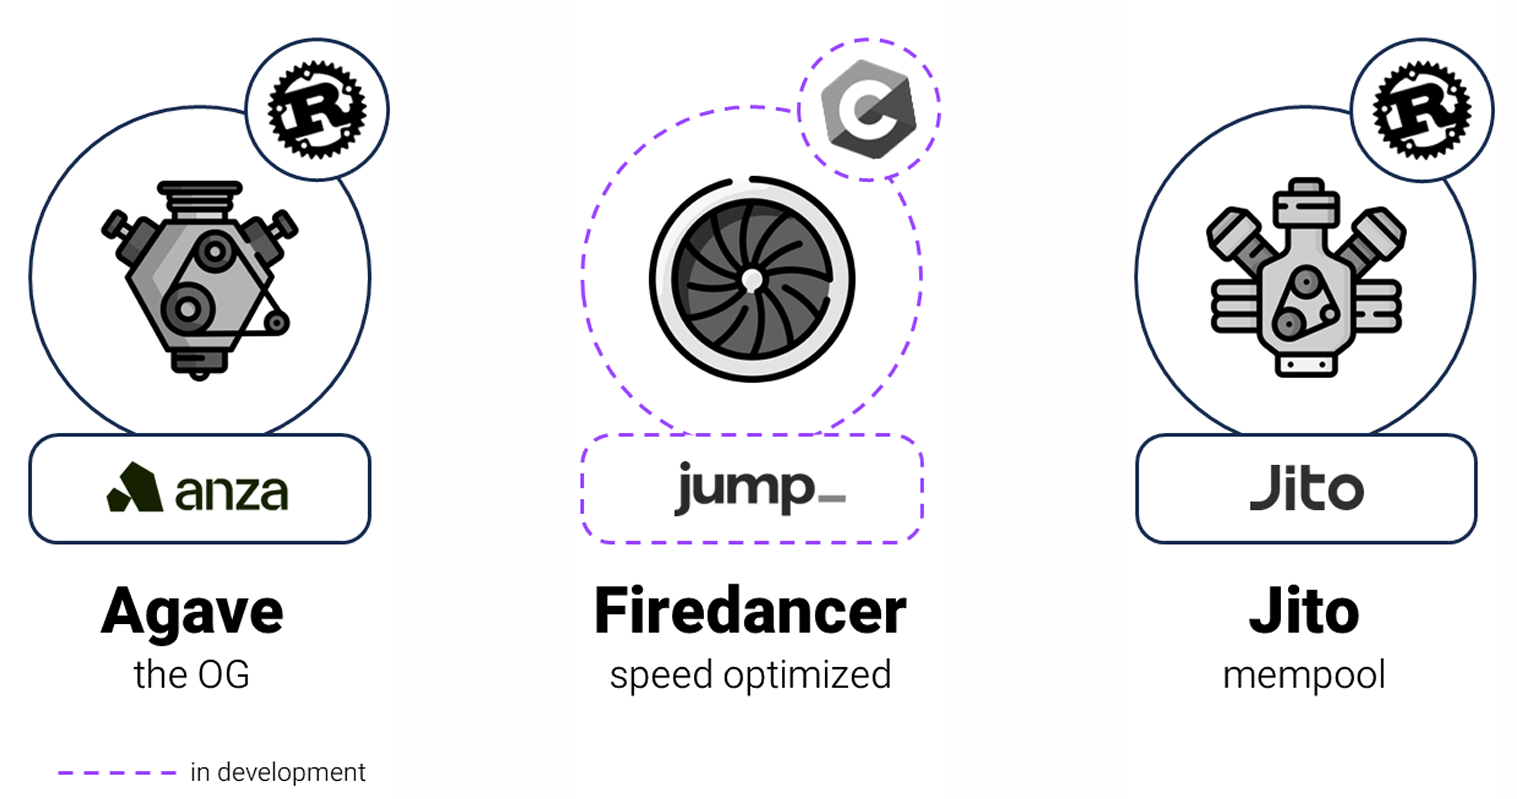 R
C
R
anza
jump_
Jito
Agave
Firedancer
Jito
the OG
speed optimized
mempool
in development